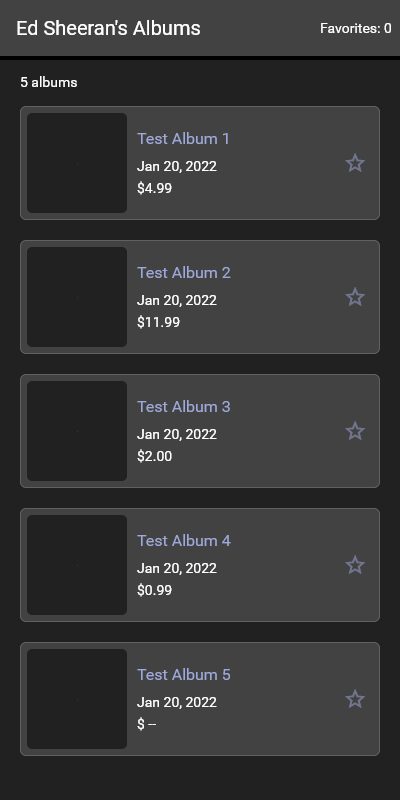 Ed Sheeran's Albums
Favorites: 0
5 albums
Test Album 1
Jan 20, 2022
$4.99
Test Album 2
Jan 20, 2022
$11.99
Test Album 3
Jan 20, 2022
$2.00
Test Album 4
Jan 20, 2022
$0.99
Test Album 5
Jan 20, 2022
$ --